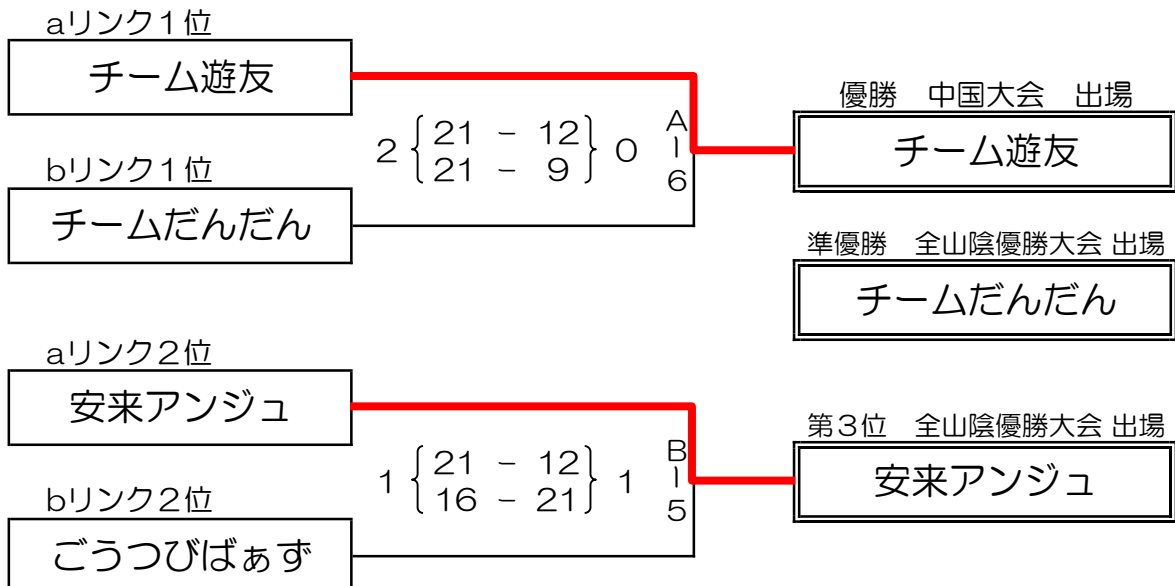 aリンク1位
チーム遊友
2 { 21 - 12 } 0
21 - 9
A-6
bリンク1位
チームだんだん
優勝 中国大会 出場
チーム遊友
準優勝 全山陰優勝大会 出場
チームだんだん
aリンク2位
安来アンジュ
1 { 21 - 12 } 1
16 - 21
B-5
bリンク2位
ごうつびばぁず
第3位 全山陰優勝大会 出場
安来アンジュ